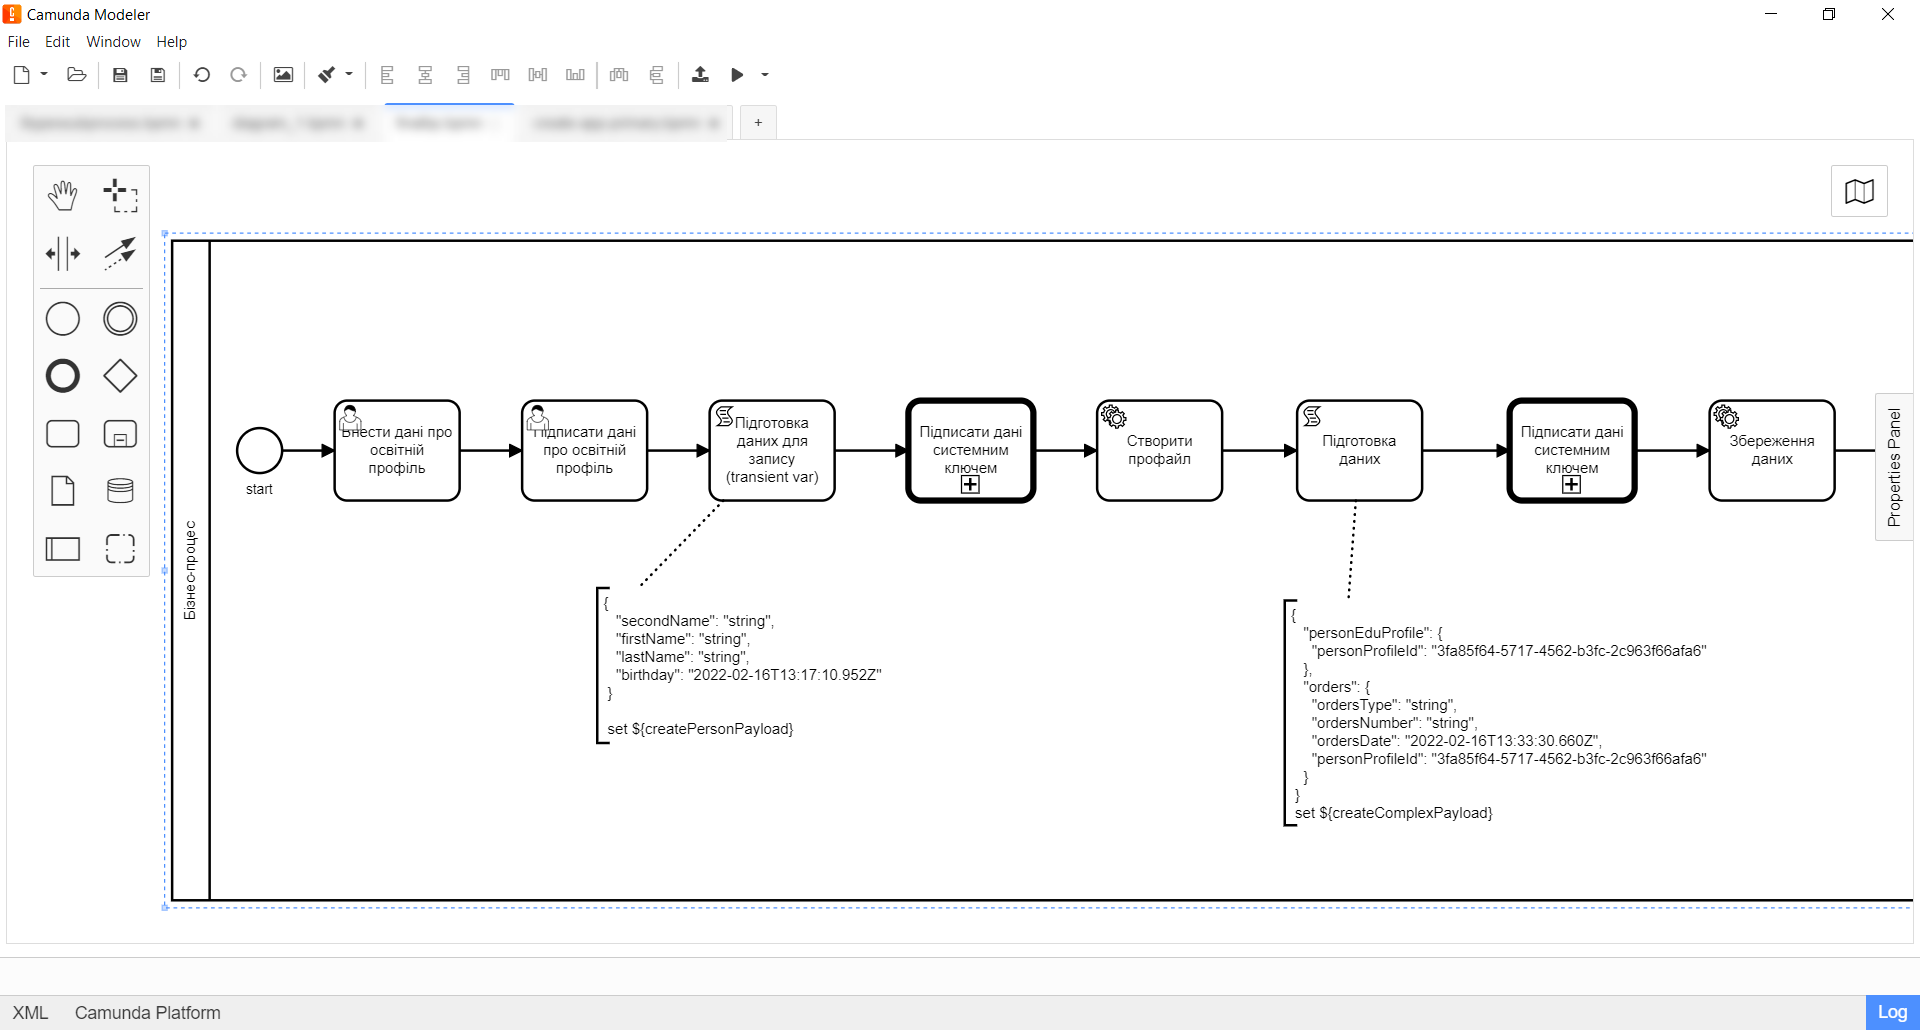 Camunda Modeler
File Edit Window Help
+
start
Внести дані про
освітній
профіль
Підписати дані
про освітній
профіль
Підготовка
даних для
запису
(transient var)
Підписати дані
системним
ключем
Створити
профайл
Підготовка
даних
Підписати дані
системним
ключем
Збереження
даних
Properties Panel
Бізнес-процес
{
"secondName": "string",
"firstName": "string",
"lastName": "string",
"birthday": "2022-02-16T13:17:10.952Z"
}
set ${createPersonPayload}
{
"personEduProfile": {
"personProfileId": "3fa85f64-5717-4562-b3fc-2c963f66afa6"
},
"orders": {
"ordersType": "string",
"ordersNumber": "string",
"ordersDate": "2022-02-16T13:33:30.660Z",
"personProfileId": "3fa85f64-5717-4562-b3fc-2c963f66afa6"
}
}
set ${createComplexPayload}
XML Camunda Platform
Log